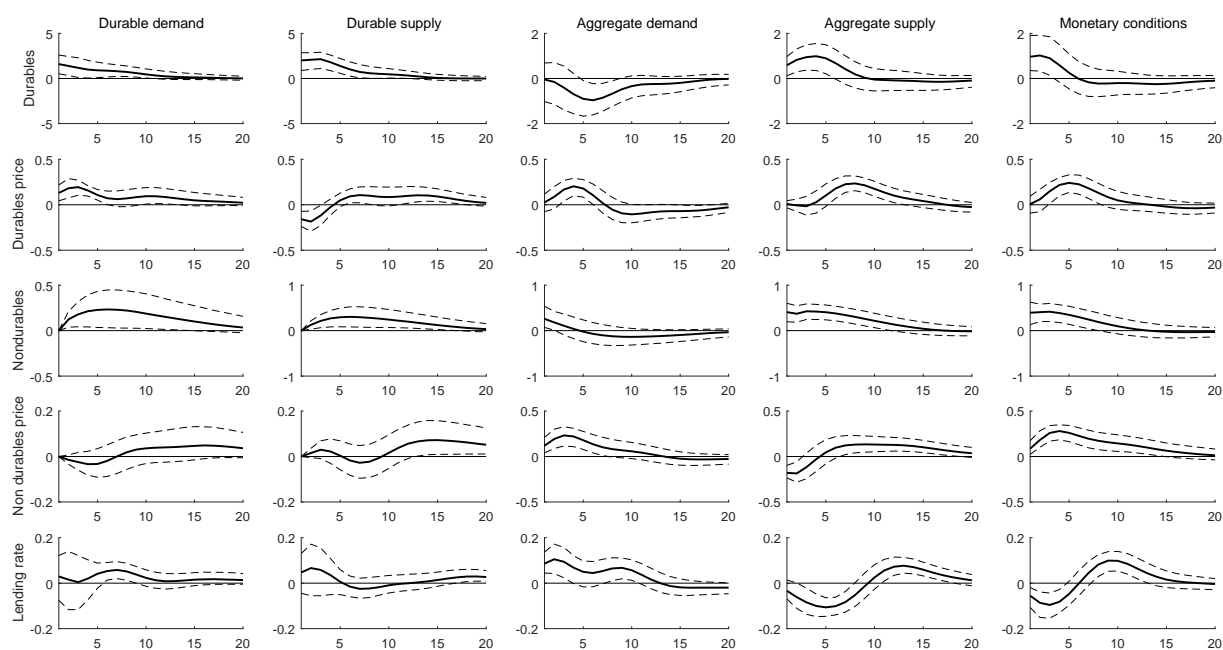 Durable demand Durable supply Aggregate demand Aggregate supply Monetary conditions
5 5 2 2 2
Durables
0 0 0 0 0
-5 -5 -2 -2 -2
5 10 15 20 5 10 15 20 5 10 15 20 5 10 15 20 5 10 15 20
0.5 0.5 0.5 0.5 0.5
Durables price
0 0 0 0 0
-0.5 -0.5 -0.5 -0.5 -0.5
5 10 15 20 5 10 15 20 5 10 15 20 5 10 15 20 5 10 15 20
0.5 1 1 1 1
Nondurables
0 0 0 0 0
-0.5 -1 -1 -1 -1
5 10 15 20 5 10 15 20 5 10 15 20 5 10 15 20 5 10 15 20
0.2 0.2 0.5 0.5 0.5
Non durables price
0 0 0 0 0
-0.2 -0.2 -0.5 -0.5 -0.5
5 10 15 20 5 10 15 20 5 10 15 20 5 10 15 20 5 10 15 20
0.2 0.2 0.2 0.2 0.2
Lending rate
0 0 0 0 0
-0.2 -0.2 -0.2 -0.2 -0.2
5 10 15 20 5 10 15 20 5 10 15 20 5 10 15 20 5 10 15 20